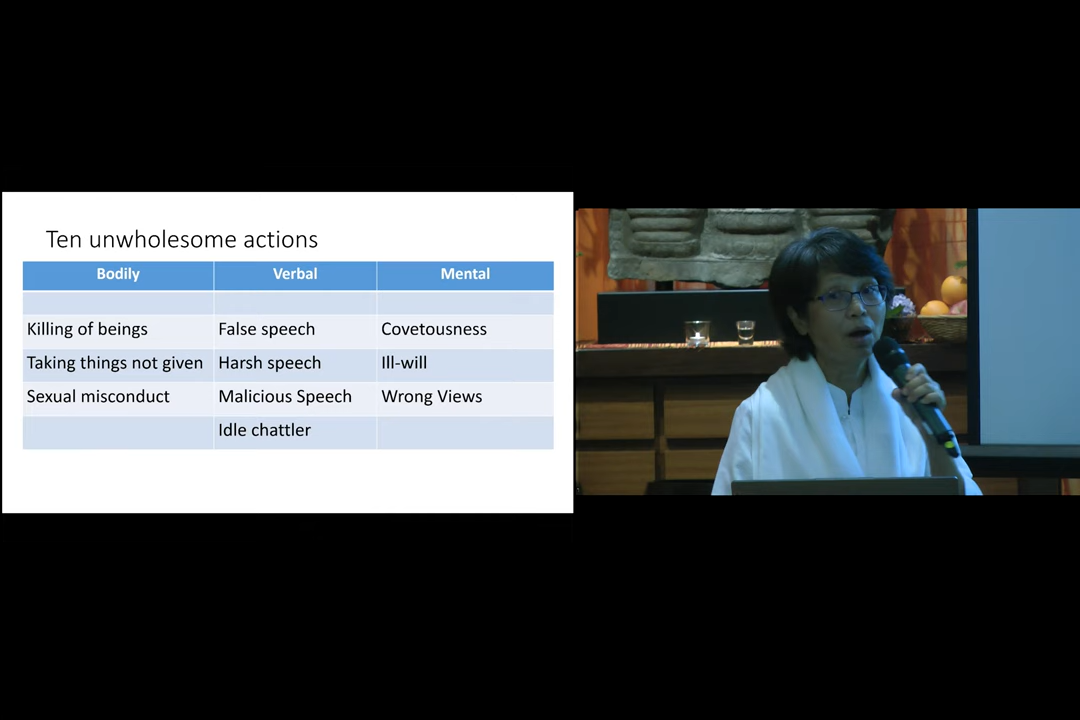 Ten unwholesome actions
Bodily Verbal Mental
Killing of beings False speech Covetousness
Taking things not given Harsh speech Ill-will
Sexual misconduct Malicious Speech Wrong Views
Idle chattler